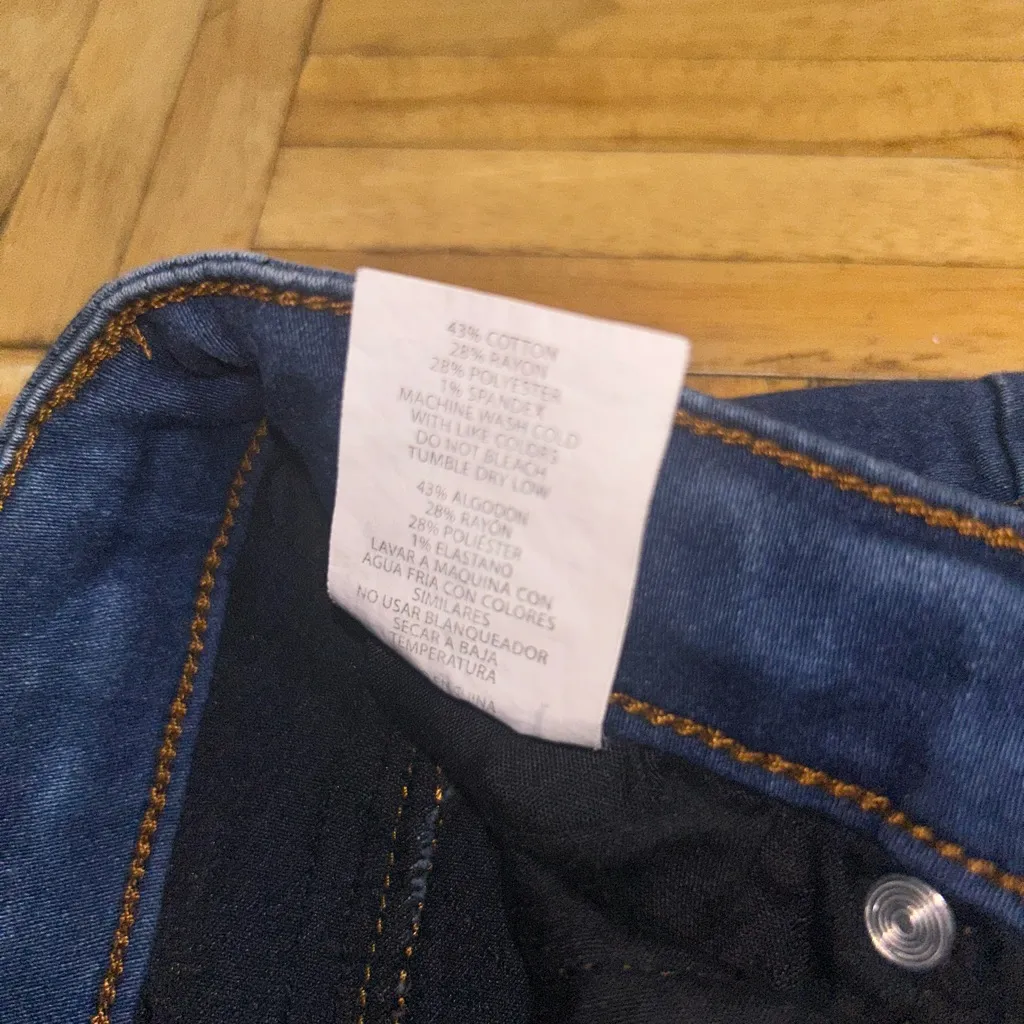 43% COTTON
28% RAYON
28% POLYESTER
1% SPANDEX
MACHINE WASH COLD
WITH LIKE COLORS
DO NOT BLEACH
TUMBLE DRY LOW
43% ALGODON
28% RAYÓN
28% POLIÉSTER
1% ELASTANO
LAVAR A MAQUINA CON
AGUA FRIA CON COLORES
SIMILARES
NO USAR BLANQUEADOR
SECAR A BAJA
TEMPERATURA